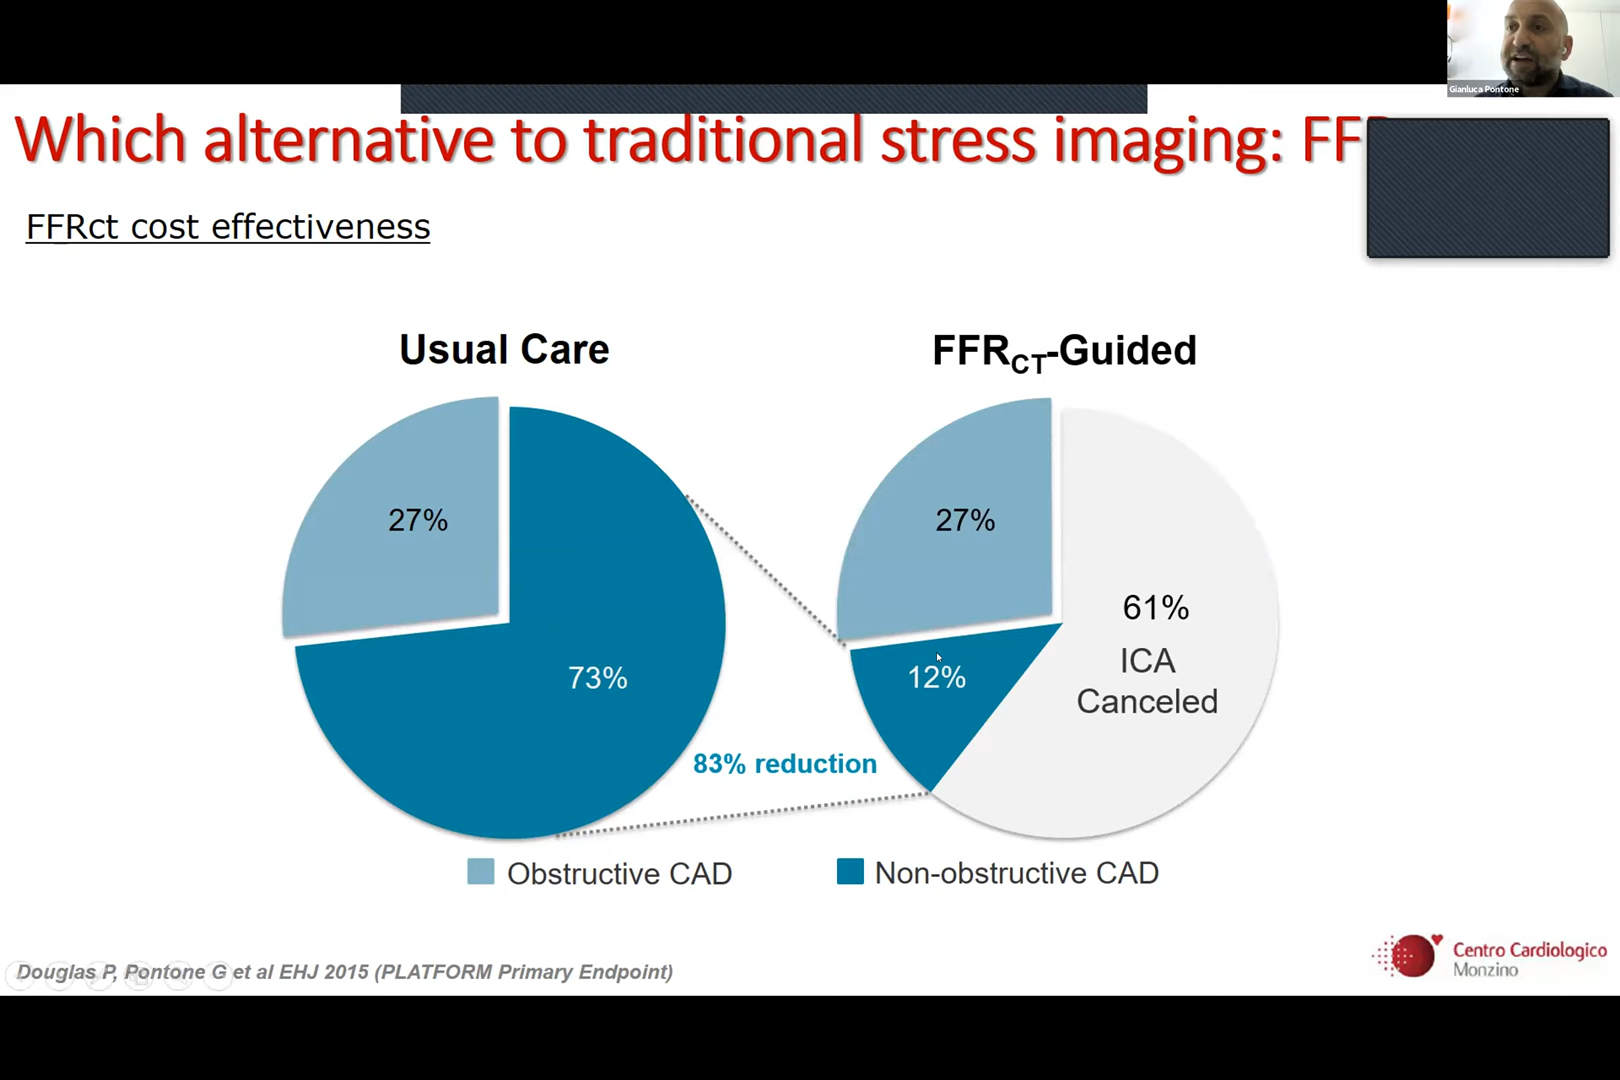 Gianluca Pontone
Which alternative to traditional stress imaging: FF
FFRct cost effectiveness
Usual Care
FFRCT-Guided
27%
73%
27%
12%
61%
ICA
Canceled
83% reduction
Obstructive CAD
Non-obstructive CAD
Douglas P, Pontone G et al EHJ 2015 (PLATFORM Primary Endpoint)
Centro Cardiologico
Monzino